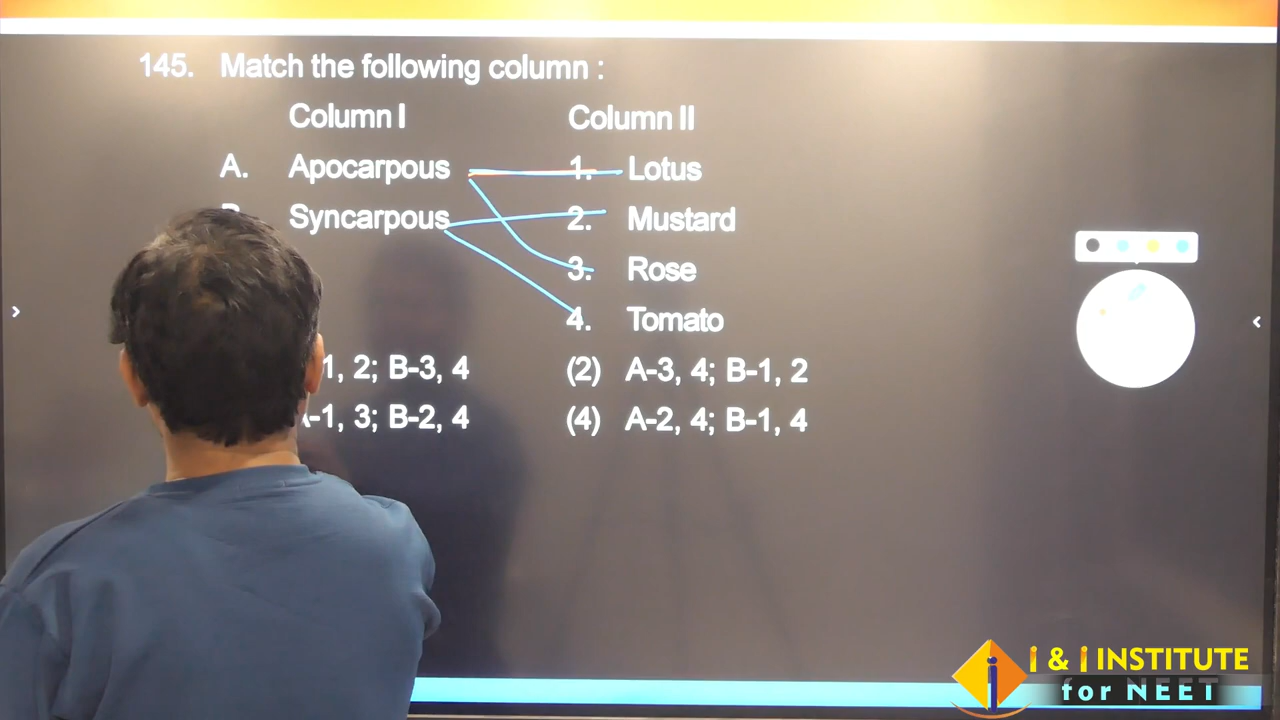 145. Match the following column :
Column I Column II
A. Apocarpous 1. Lotus
Syncarpous 2. Mustard
3. Rose
4. Tomato
1, 2; B-3, 4 (2) A-3, 4; B-1, 2
A-1, 3; B-2, 4 (4) A-2, 4; B-1, 4
i & i INSTITUTE
for NEET